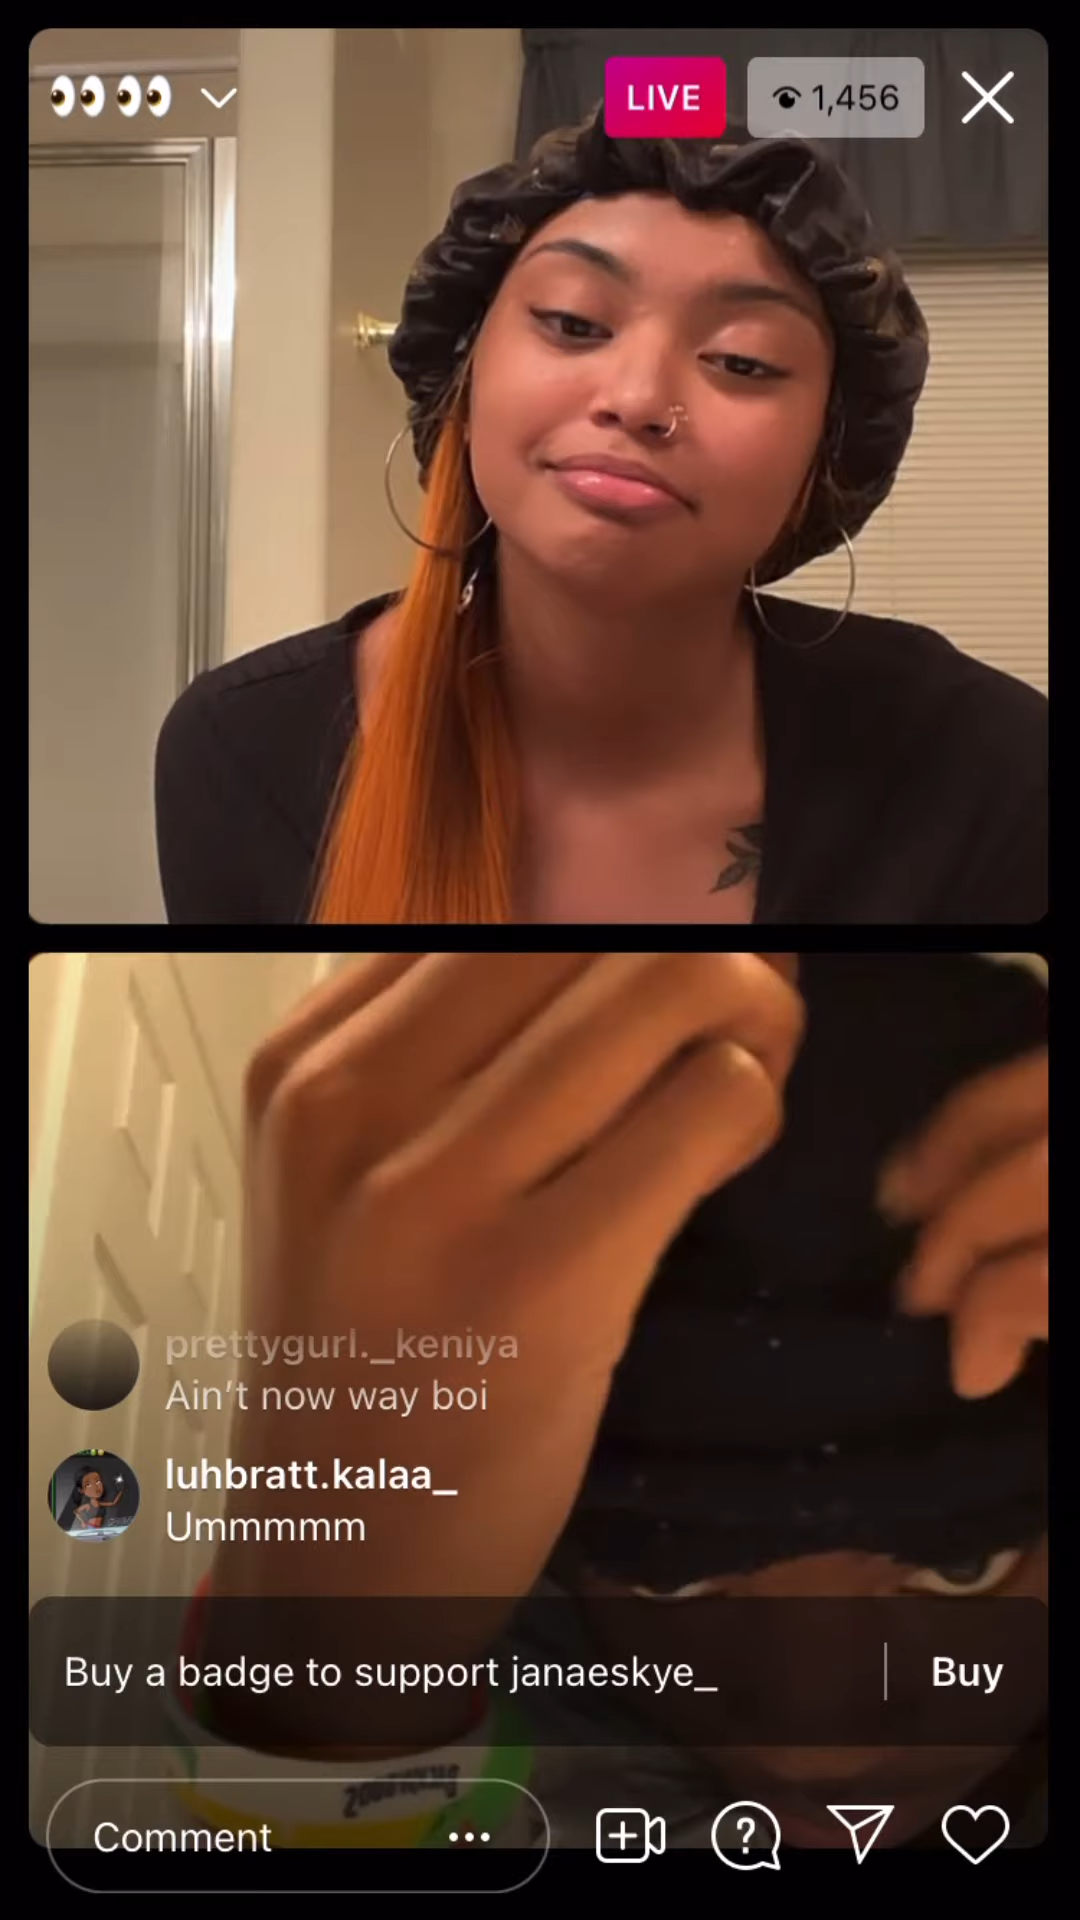 👀 👀
LIVE
1,456
prettygurl._keniya
Ain't now way boi
luhbratt.kalaa_
Ummmmm
Buy a badge to support janaeskye_
Buy
Comment